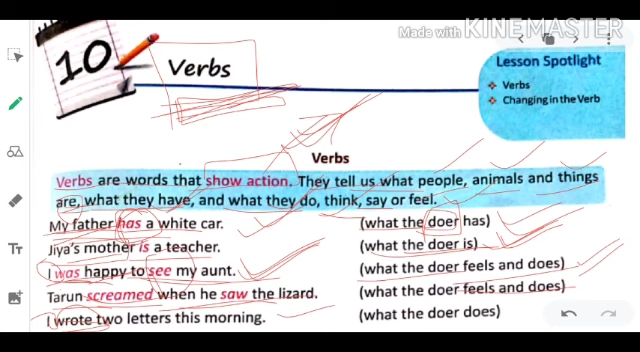 Made with KINEMASTER
10
Verbs
Lesson Spotlight
Verbs
Changing in the Verb
Verbs
Verbs are words that show action. They tell us what people, animals and things
are, what they have, and what they do, think, say or feel.
My father has a white car. (what the doer has)
Jiya's mother is a teacher. (what the doer is)
I was happy to see my aunt. (what the doer feels and does)
Tarun screamed when he saw the lizard. (what the doer feels and does)
I wrote two letters this morning. (what the doer does)
Tт